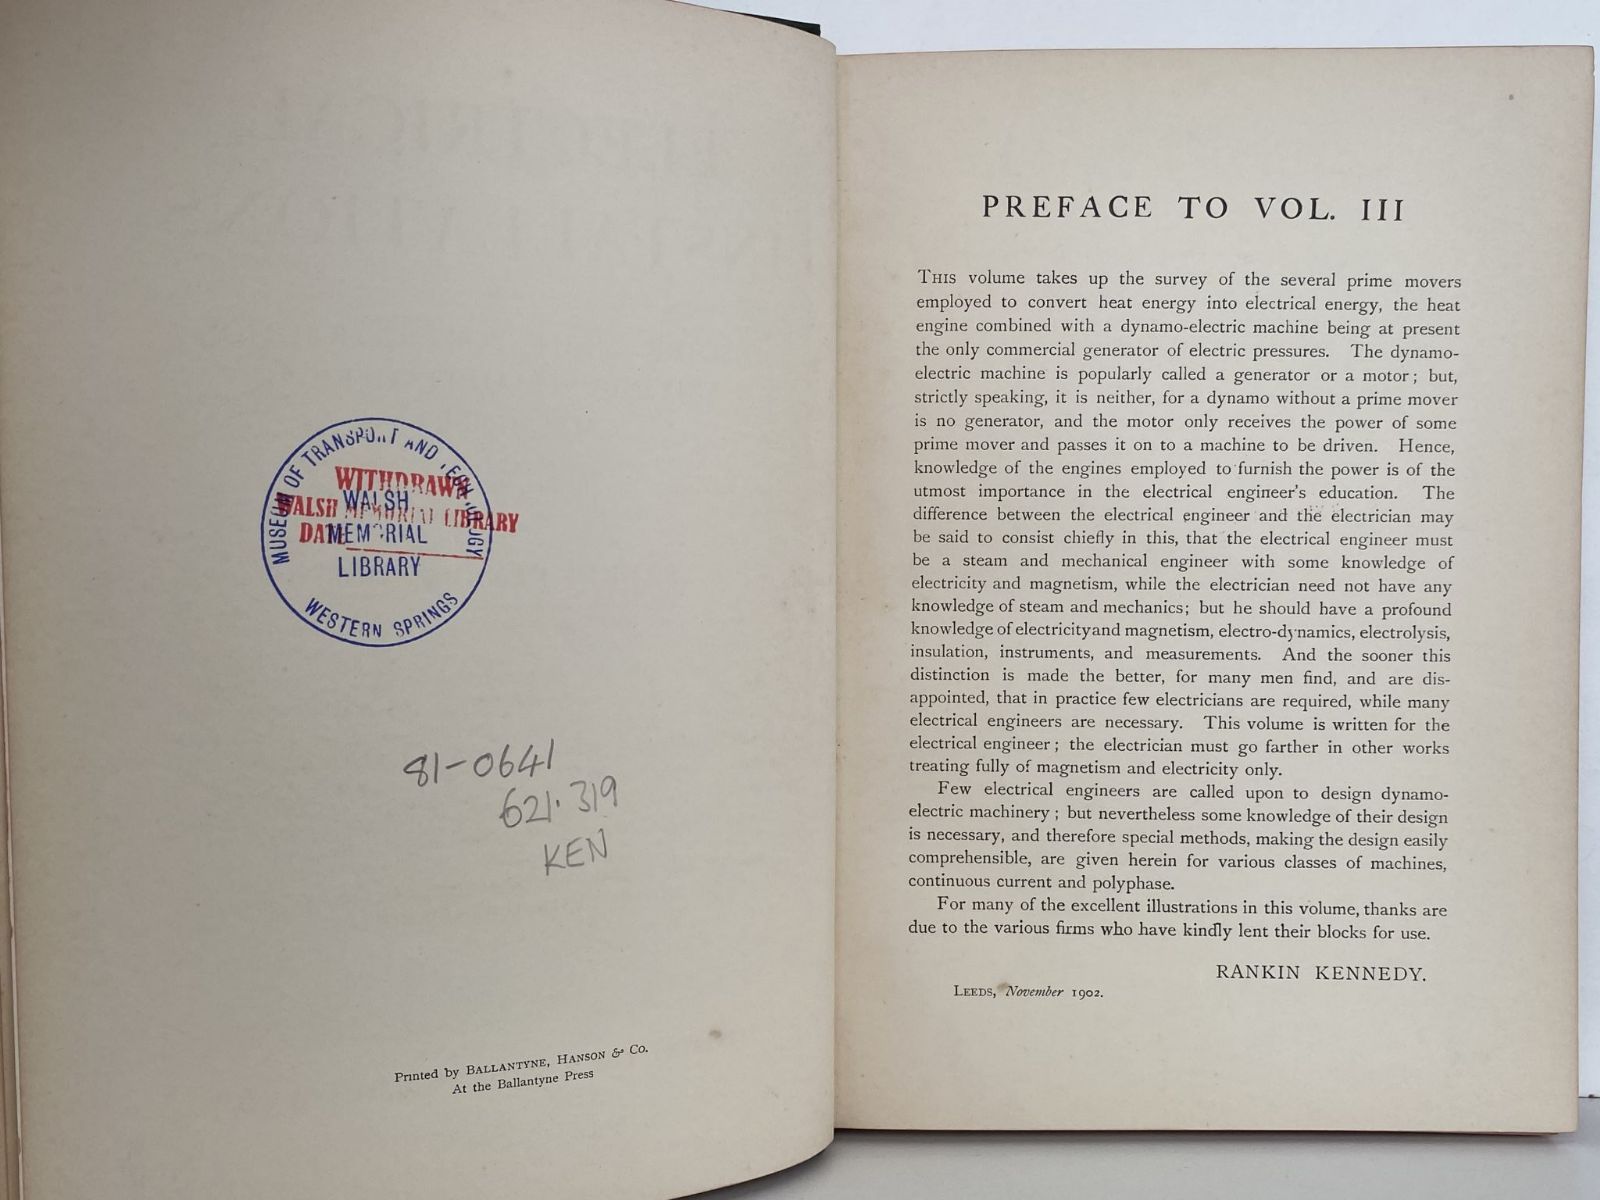 MUSEUM OF TRANSPORT AND TECHNOLOGY
WITHDRAWN
WALSH MEMORIAL LIBRARY
DATE
WALSH
MEMORIAL
LIBRARY
WESTERN SPRINGS
81-0641
621.319
KEN
Printed by BALLANTYNE, HANSON & Co.
At the Ballantyne Press
PREFACE TO VOL. III
THIS volume takes up the survey of the several prime movers
employed to convert heat energy into electrical energy, the heat
engine combined with a dynamo-electric machine being at present
the only commercial generator of electric pressures. The dynamo-
electric machine is popularly called a generator or a motor; but,
strictly speaking, it is neither, for a dynamo without a prime mover
is no generator, and the motor only receives the power of some
prime mover and passes it on to a machine to be driven. Hence,
knowledge of the engines employed to furnish the power is of the
utmost importance in the electrical engineer's education. The
difference between the electrical engineer and the electrician may
be said to consist chiefly in this, that the electrical engineer must
be a steam and mechanical engineer with some knowledge of
electricity and magnetism, while the electrician need not have any
knowledge of steam and mechanics; but he should have a profound
knowledge of electricity and magnetism, electro-dynamics, electrolysis,
insulation, instruments, and measurements. And the sooner this
distinction is made the better, for many men find, and are dis-
appointed, that in practice few electricians are required, while many
electrical engineers are necessary. This volume is written for the
electrical engineer; the electrician must go farther in other works
treating fully of magnetism and electricity only.
Few electrical engineers are called upon to design dynamo-
electric machinery; but nevertheless some knowledge of their design
is necessary, and therefore special methods, making the design easily
comprehensible, are given herein for various classes of machines,
continuous current and polyphase.
For many of the excellent illustrations in this volume, thanks are
due to the various firms who have kindly lent their blocks for use.
RANKIN KENNEDY.
LEEDS, November 1902.